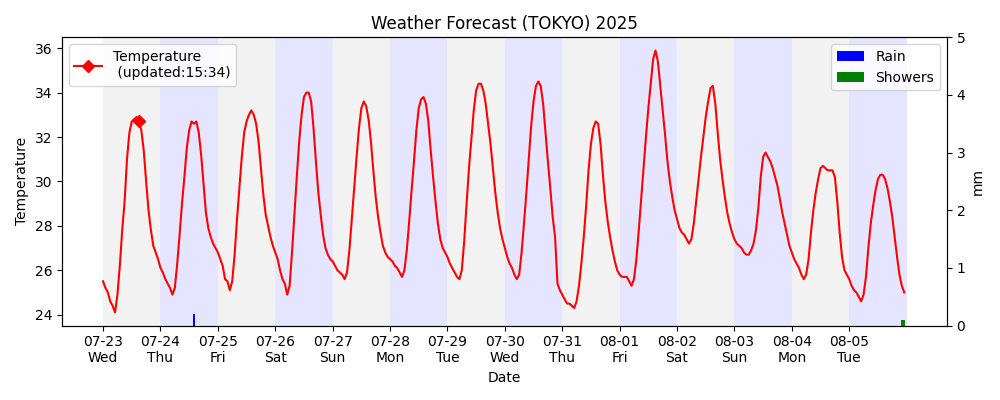 Weather Forecast (TOKYO) 2025
Temperature
(updated:15:34)
Rain
Showers
Temperature
36
34
32
30
28
26
24
5
4
3
2
1
0
mm
07-23 07-24 07-25 07-26 07-27 07-28 07-29 07-30 07-31 08-01 08-02 08-03 08-04 08-05
Wed Thu Fri Sat Sun Mon Tue Wed Thu Fri Sat Sun Mon Tue
Date